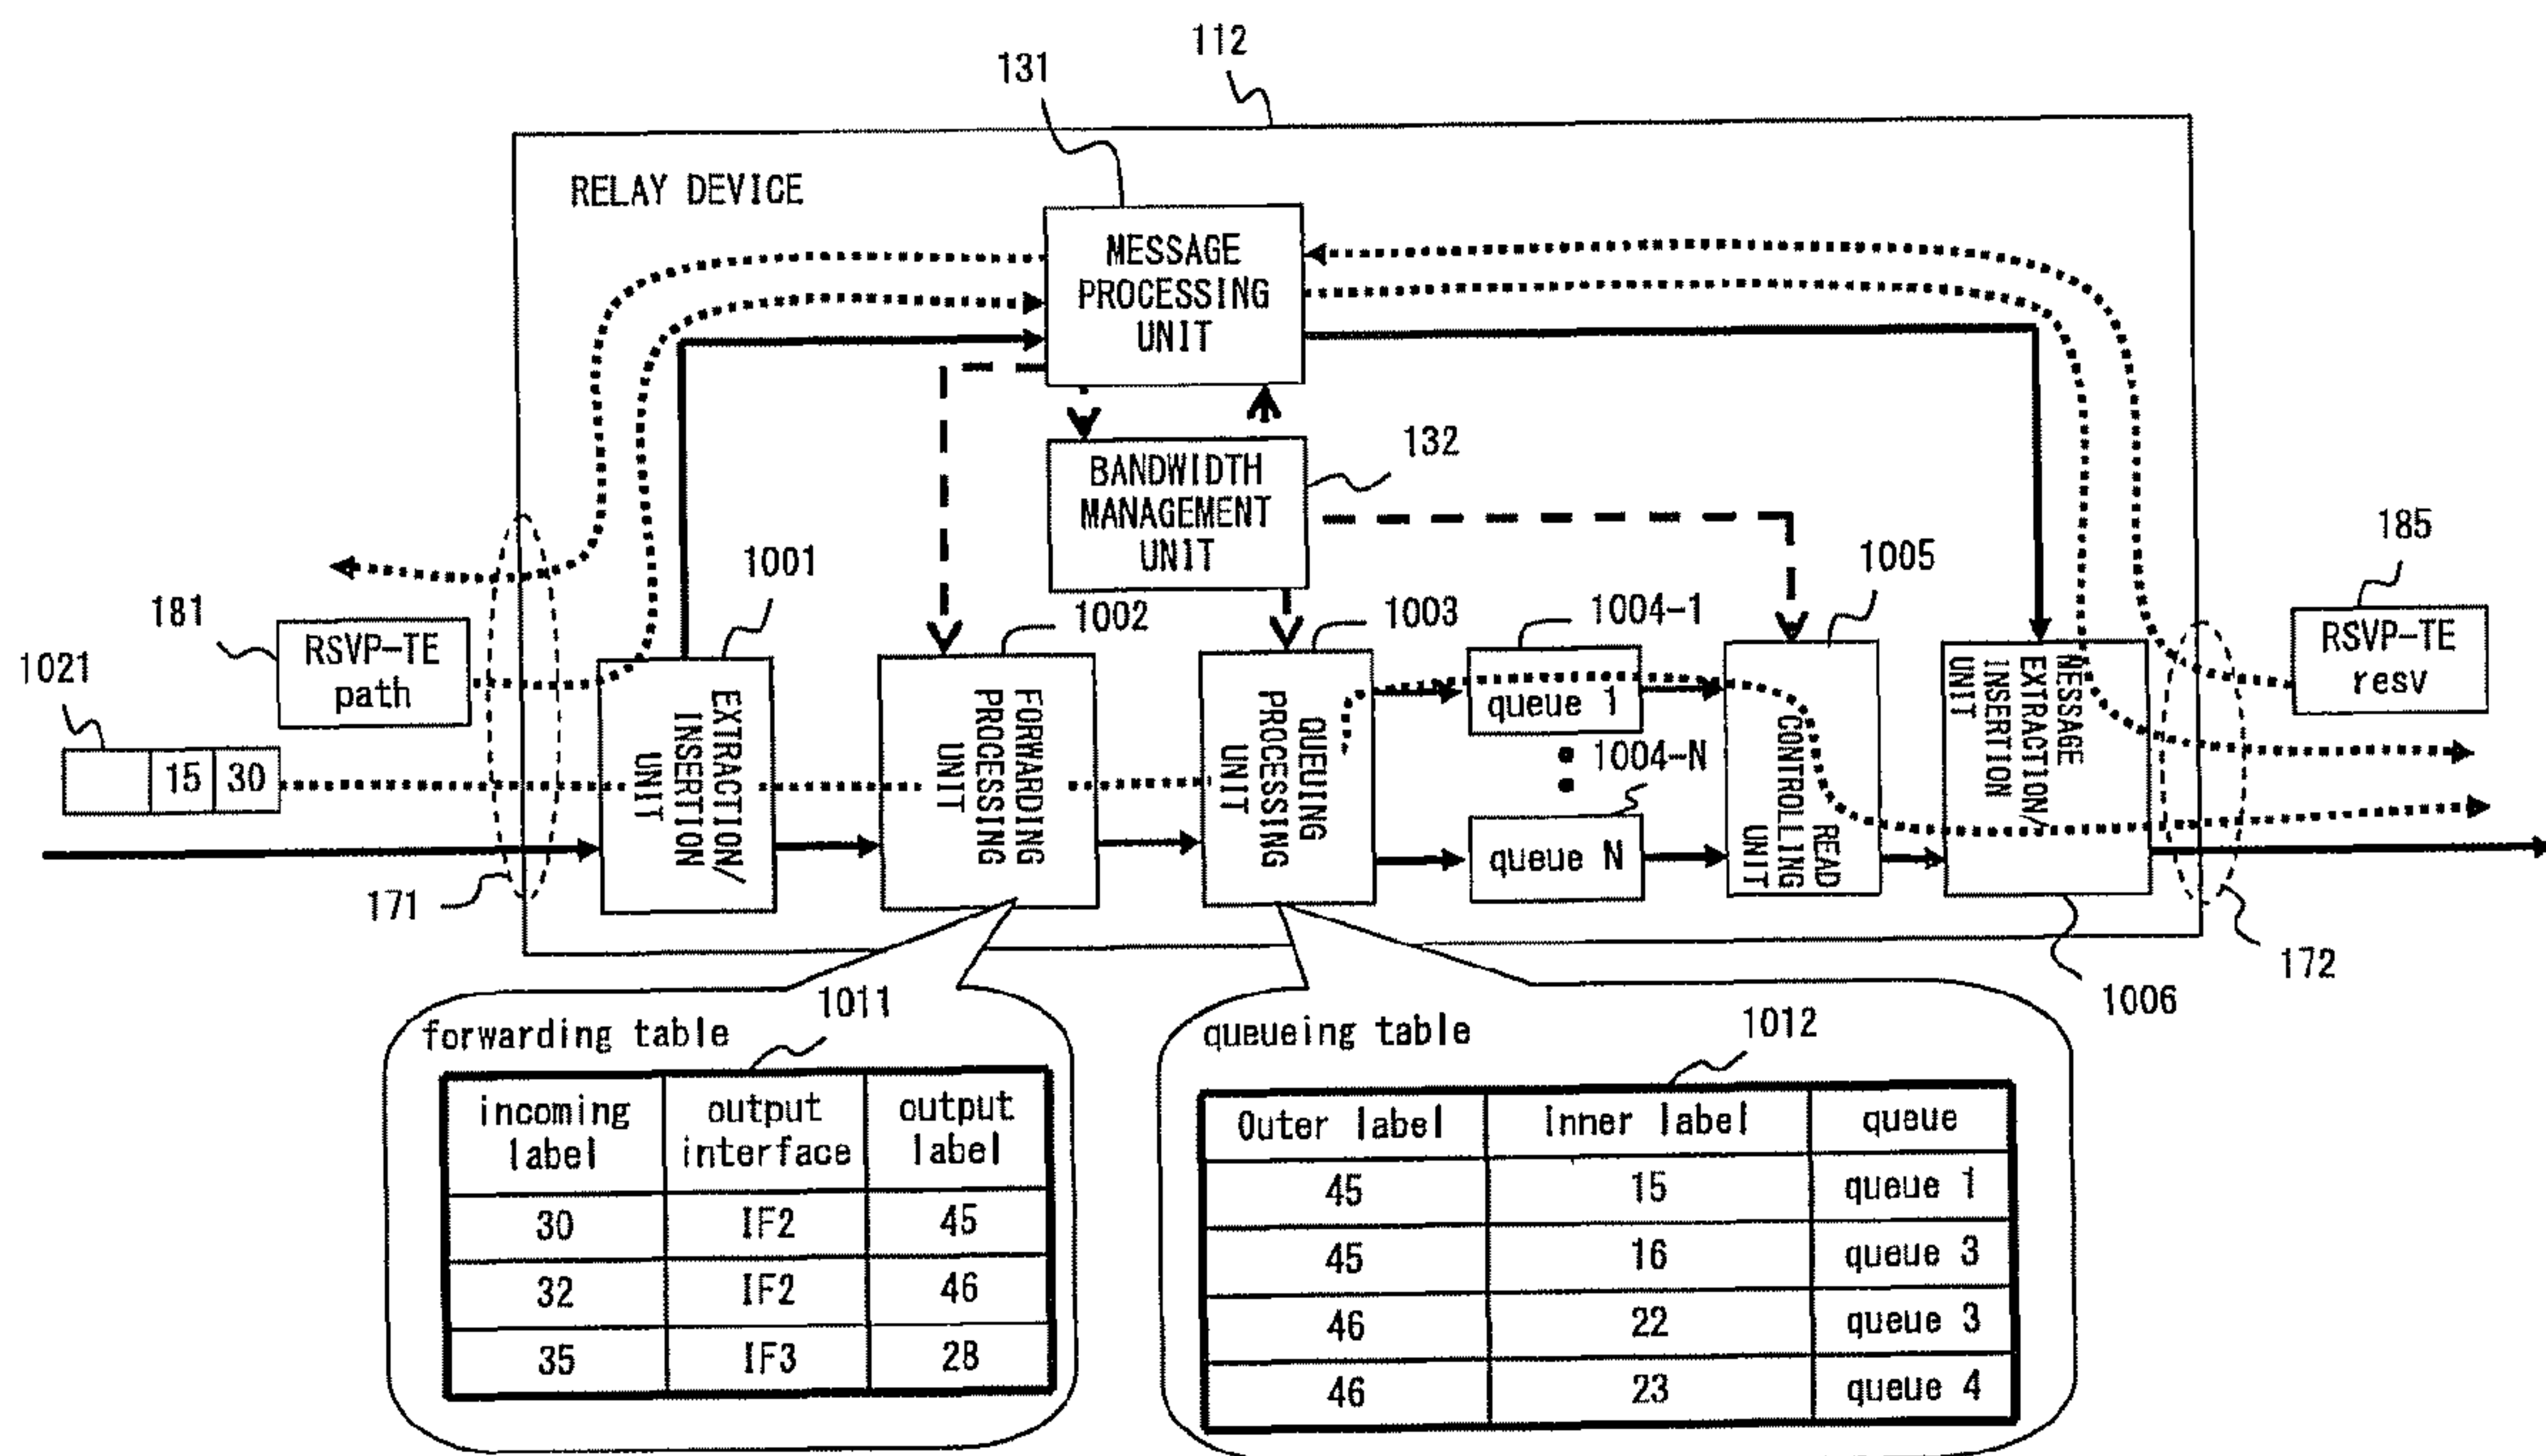 112
131
RELAY DEVICE
MESSAGE
PROCESSING
UNIT
132
BANDWIDTH
MANAGEMENT
UNIT
185
RSVP-TE
resv
181
RSVP-TE
path
1021
15 30
1001
EXTRACTION/
INSERTION
UNIT
1002
FORWARDING
PROCESSING
UNIT
1003
QUEUING
PROCESSING
UNIT
1004-1
queue 1
1004-N
queue N
1005
READ
CONTROLLING
UNIT
MESSAGE
EXTRACTION/
INSERTION
UNIT
171
172
1006
forwarding table
1011
incoming label output interface output label
30 IF2 45
32 IF2 46
35 IF3 28
queueing table
1012
Outer label Inner label queue
45 15 queue 1
45 16 queue 3
46 22 queue 3
46 23 queue 4